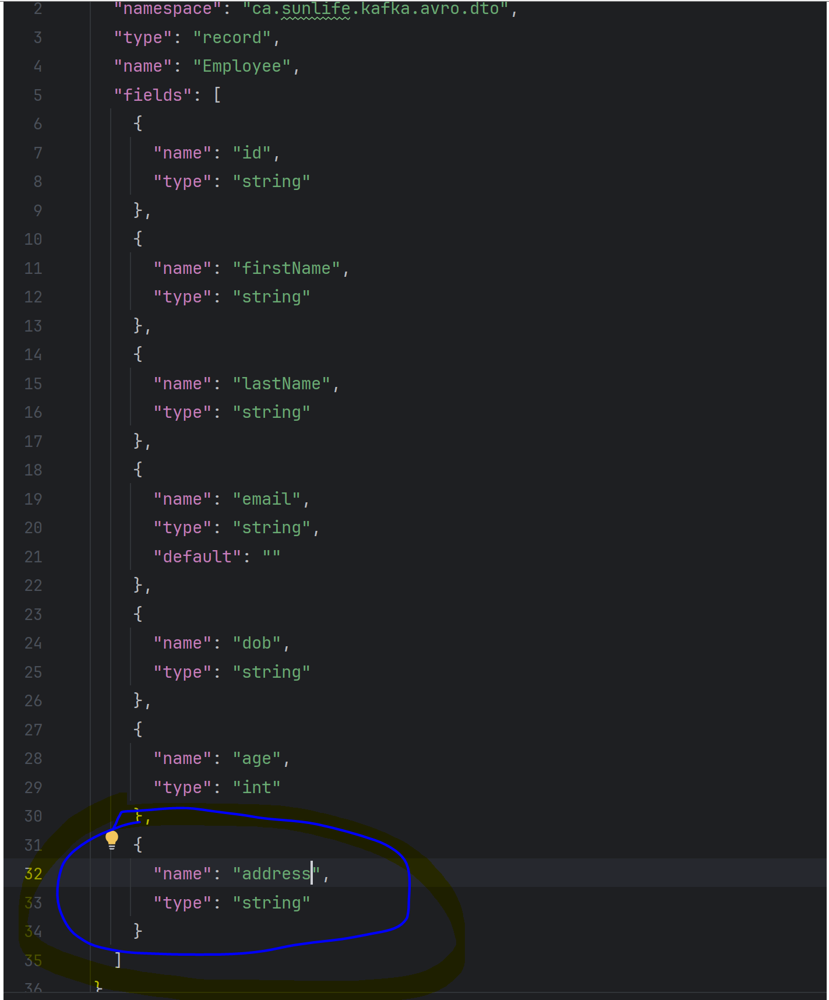 2 "namespace": "ca.sunlife.kafka.avro.dto",
3 "type": "record",
4 "name": "Employee",
5 "fields": [
6 {
7 "name": "id",
8 "type": "string"
9 },
10 {
11 "name": "firstName",
12 "type": "string"
13 },
14 {
15 "name": "lastName",
16 "type": "string"
17 },
18 {
19 "name": "email",
20 "type": "string",
21 "default": ""
22 },
23 {
24 "name": "dob",
25 "type": "string"
26 },
27 {
28 "name": "age",
29 "type": "int"
30 },
31 {
32 "name": "address",
33 "type": "string"
34 }
35 ]
36 }